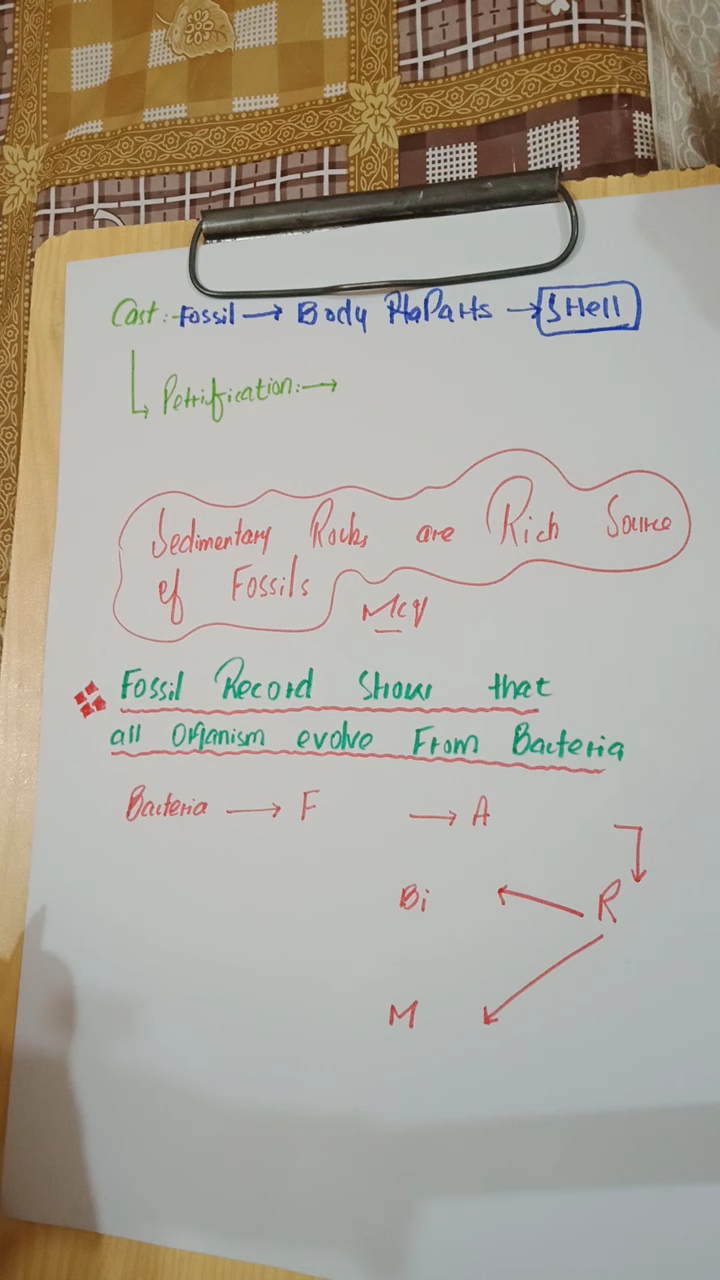 Cast:- Fossil → Body Parts → Shell
↳ Petrification:→
Sedimentary Rocks are Rich Source
of Fossils
Mcq
Fossil Record Show that
all Organism evolve From Bacteria
Bacteria → F → A
Bi ← R
M